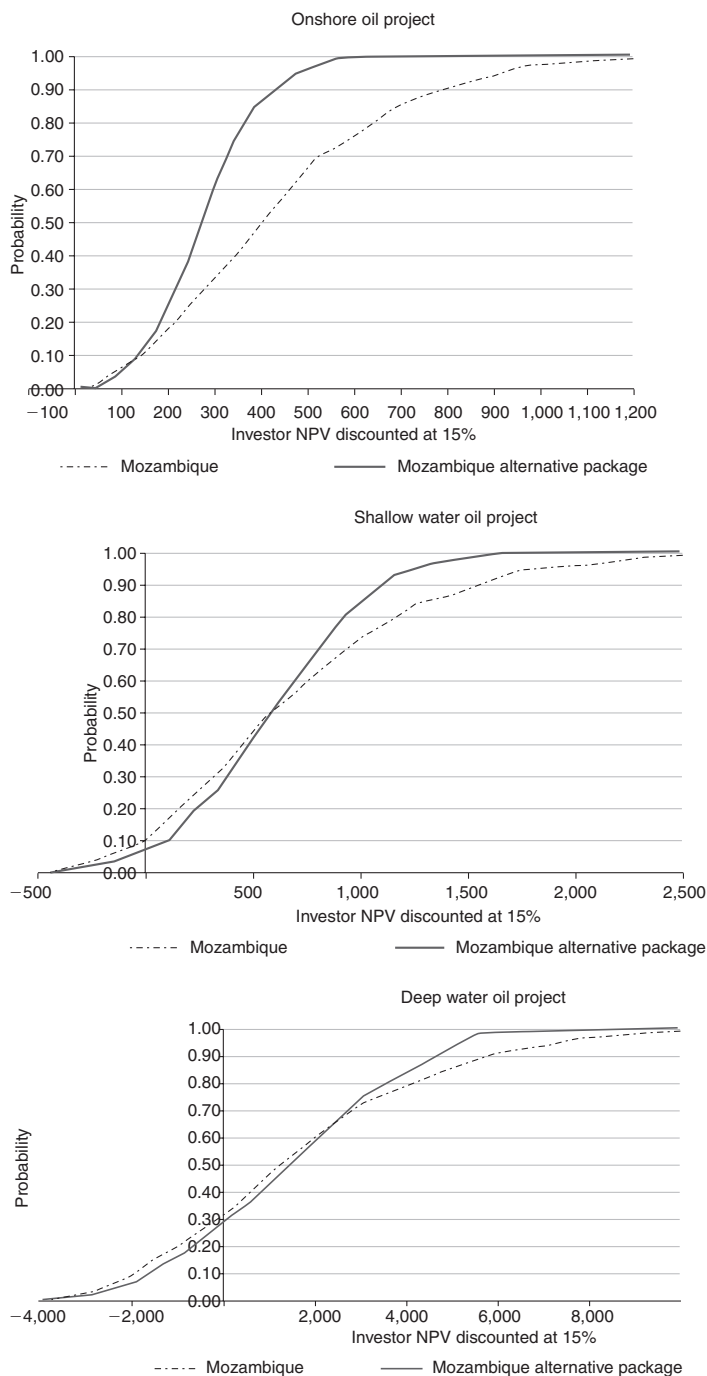 Onshore oil project
1.00
0.90
0.80
0.70
0.60
0.50
0.40
0.30
0.20
0.10
0.00
Probability
−100 100 200 300 400 500 600 700 800 900 1,000 1,100 1,200
Investor NPV discounted at 15%
Mozambique Mozambique alternative package
Shallow water oil project
1.00
0.90
0.80
0.70
0.60
0.50
0.40
0.30
0.20
0.10
0.00
Probability
−500 500 1,000 1,500 2,000 2,500
Investor NPV discounted at 15%
Mozambique Mozambique alternative package
Deep water oil project
1.00
0.90
0.80
0.70
0.60
0.50
0.40
0.30
0.20
0.10
0.00
Probability
−4,000 −2,000 2,000 4,000 6,000 8,000
Investor NPV discounted at 15%
Mozambique Mozambique alternative package